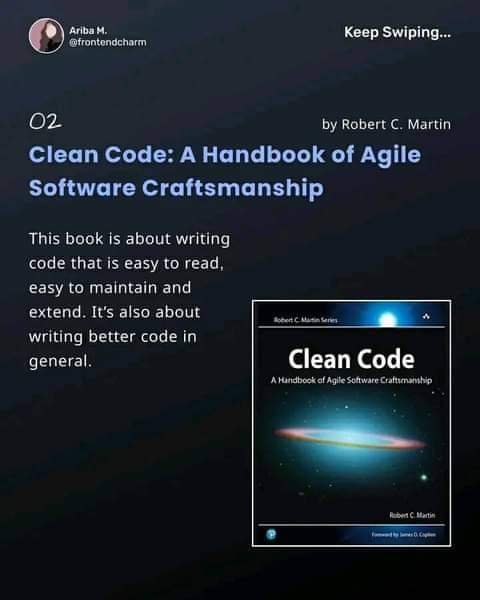 Ariba M.
@frontendcharm
Keep Swiping...
02
by Robert C. Martin
Clean Code: A Handbook of Agile
Software Craftsmanship
This book is about writing
code that is easy to read,
easy to maintain and
extend. It’s also about
writing better code in
general.
Robert C. Martin Series
Clean Code
A Handbook of Agile Software Craftsmanship
Robert C. Martin
Foreword by James O. Coplien